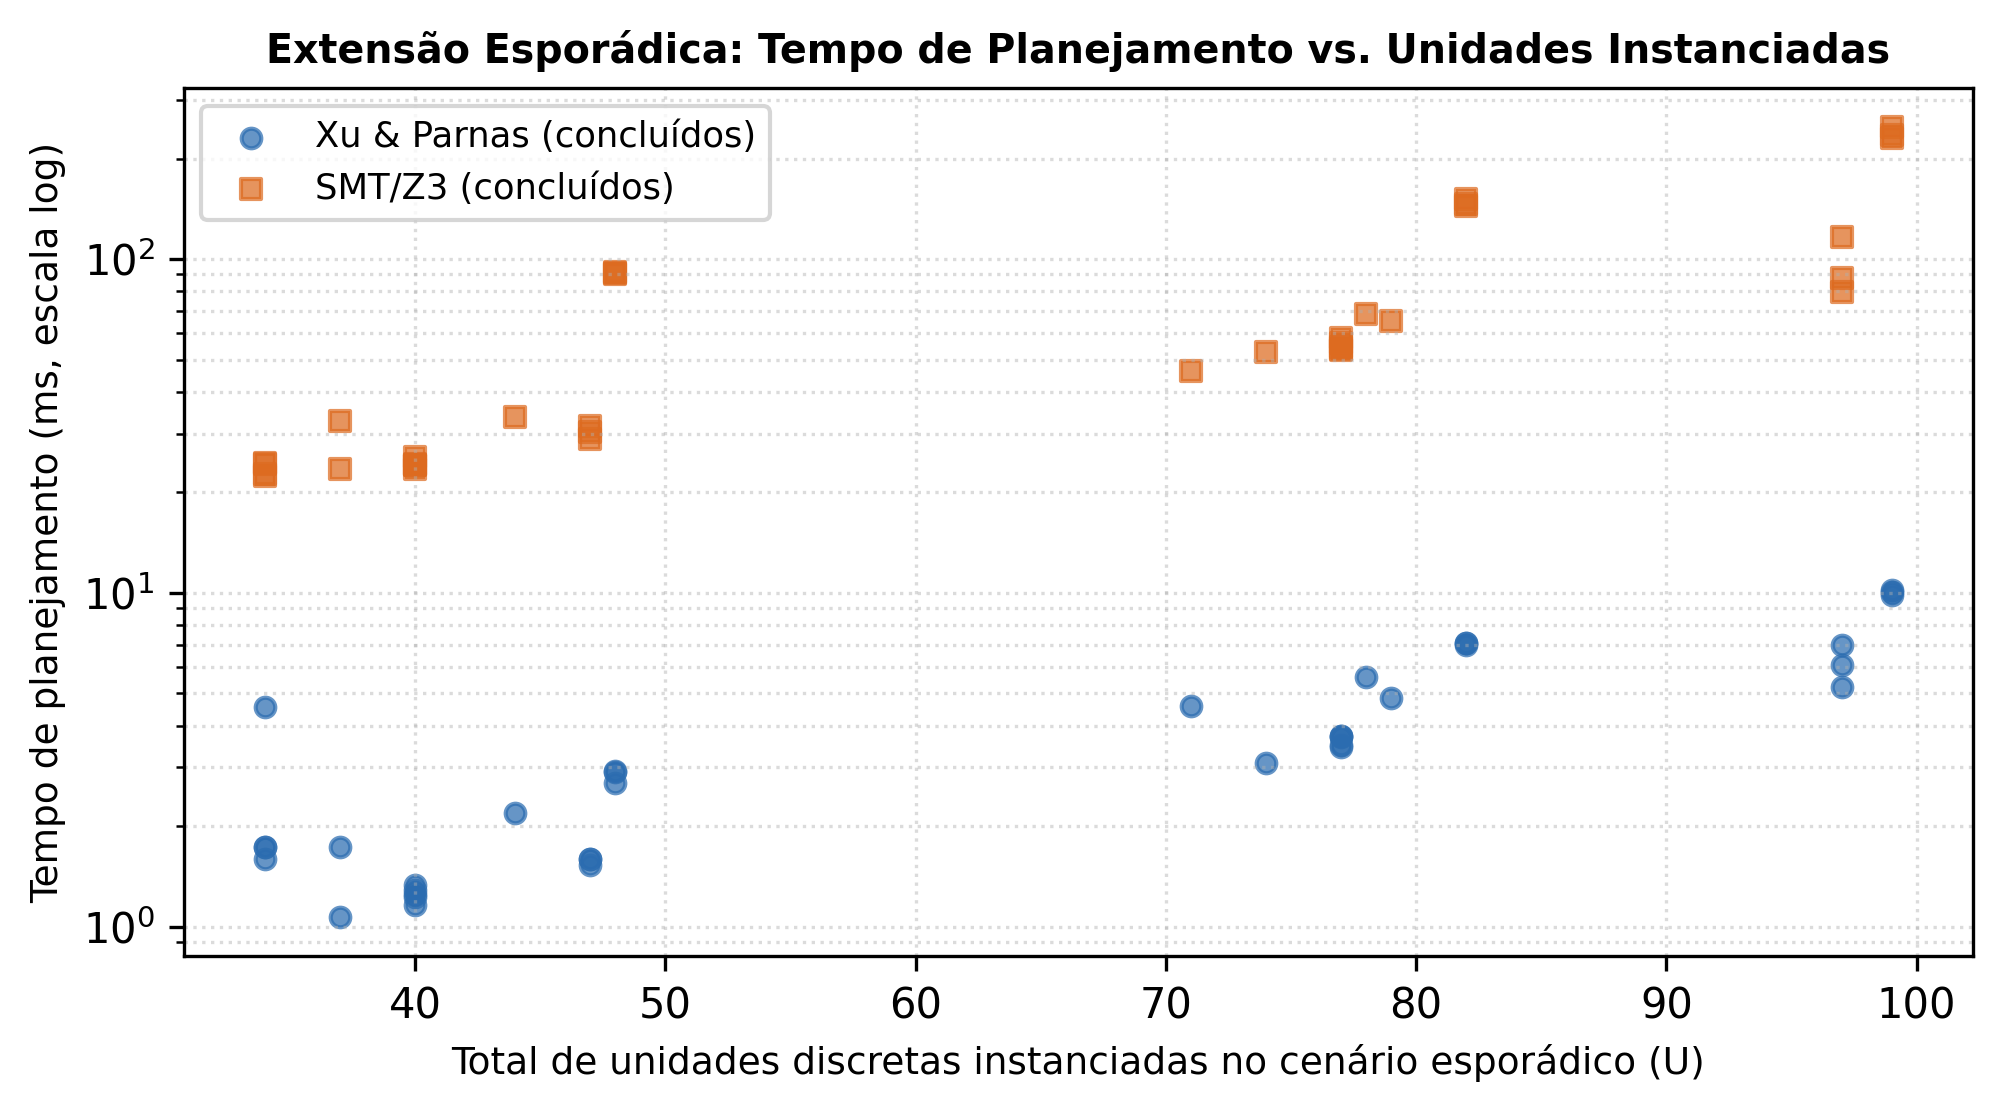 Extensão Esporádica: Tempo de Planejamento vs. Unidades Instanciadas
Xu & Parnas (concluídos)
SMT/Z3 (concluídos)
Tempo de planejamento (ms, escala log)
10²
10¹
10⁰
40 50 60 70 80 90 100
Total de unidades discretas instanciadas no cenário esporádico (U)